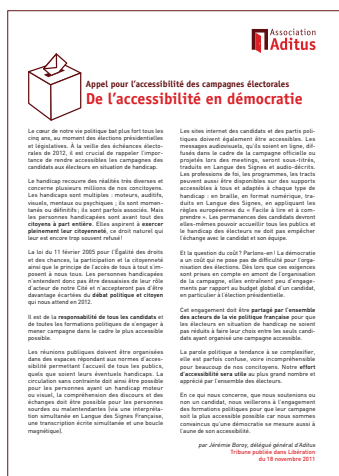 Association
Aditus
Appel pour l'accessibilité des campagnes électorales
De l'accessibilité en démocratie
Le cœur de notre vie politique bat plus fort tous les
cinq ans, au moment des élections présidentielles
et législatives. À la veille des échéances électo-
rales de 2012, il est crucial de rappeler l'impor-
tance de rendre accessibles les campagnes des
candidats aux électeurs en situation de handicap.
Le handicap recouvre des réalités très diverses et
concerne plusieurs millions de nos concitoyens.
Les handicaps sont multiples : moteurs, auditifs,
visuels, mentaux ou psychiques ; ils sont momen-
tanés ou définitifs ; ils sont parfois associés. Mais
les personnes handicapées sont avant tout des
citoyens à part entière. Elles aspirent à exercer
pleinement leur citoyenneté, ce droit naturel qui
leur est encore trop souvent refusé !
La loi du 11 février 2005 pour l'Égalité des droits
et des chances, la participation et la citoyenneté
ainsi que le principe de l'accès de tous à tout s'im-
posent à nous tous. Les personnes handicapées
n'entendent donc pas être dessaisies de leur rôle
d'acteur de notre Cité et n'accepteront pas d'être
davantage écartées du débat politique et citoyen
qui nous attend en 2012.
Il est de la responsabilité de tous les candidats et
de toutes les formations politiques de s'engager à
mener campagne dans le cadre le plus accessible
possible.
Les réunions publiques doivent être organisées
dans des espaces répondant aux normes d'acces-
sibilité permettant l'accueil de tous les publics,
quels que soient leurs éventuels handicaps. La
circulation sans contrainte doit ainsi être possible
pour les personnes ayant un handicap moteur
ou visuel, la compréhension des discours et des
échanges doit être possible pour les personnes
sourdes ou malentendantes (via une interpréta-
tion simultanée en Langue des Signes Française,
une transcription écrite simultanée et une boucle
magnétique).
Les sites internet des candidats et des partis poli-
tiques doivent également être accessibles. Les
messages audiovisuels, qu'ils soient en ligne, dif-
fusés dans le cadre de la campagne officielle ou
projetés lors des meetings, seront sous-titrés,
traduits en Langue des Signes et audio-décrits.
Les professions de foi, les programmes, les tracts
peuvent aussi être disponibles sur des supports
accessibles à tous et adaptés à chaque type de
handicap : en braille, en format numérique, tra-
duits en Langue des Signes, en appliquant les
règles européennes du « Facile à lire et à com-
prendre ». Les permanences des candidats devront
elles-mêmes pouvoir accueillir tous les publics et
le handicap des électeurs ne doit pas empêcher
l'échange avec le candidat et son équipe.
Et la question du coût ? Parlons-en! La démocratie
a un coût qui ne pose pas de difficulté pour l'orga-
nisation des élections. Dès lors que ces exigences
sont prises en compte en amont de l'organisation
de la campagne, elles entraînent peu d'engage-
ments par rapport au budget global d'un candidat,
en particulier à l'élection présidentielle.
Cet engagement doit être partagé par l'ensemble
des acteurs de la vie politique française pour que
les électeurs en situation de handicap ne soient
pas réduits à faire leur choix entre les seuls candi-
dats ayant organisé une campagne accessible.
La parole politique a tendance à se complexifier,
elle est parfois confuse, voire incompréhensible
pour beaucoup de nos concitoyens. Notre effort
d'accessibilité sera utile au plus grand nombre et
apprécié par l'ensemble des électeurs.
En ce qui nous concerne, que nous soutenions ou
non un candidat, nous veillerons à l'engagement
des formations politiques pour que leur campagne
soit la plus accessible possible car nous sommes
convaincus qu'une démocratie se mesure aussi à
l'aune de son accessibilité.
par Jérémie Boroy, délégué général d'Aditus
Tribune publiée dans Libération
du 18 novembre 2011